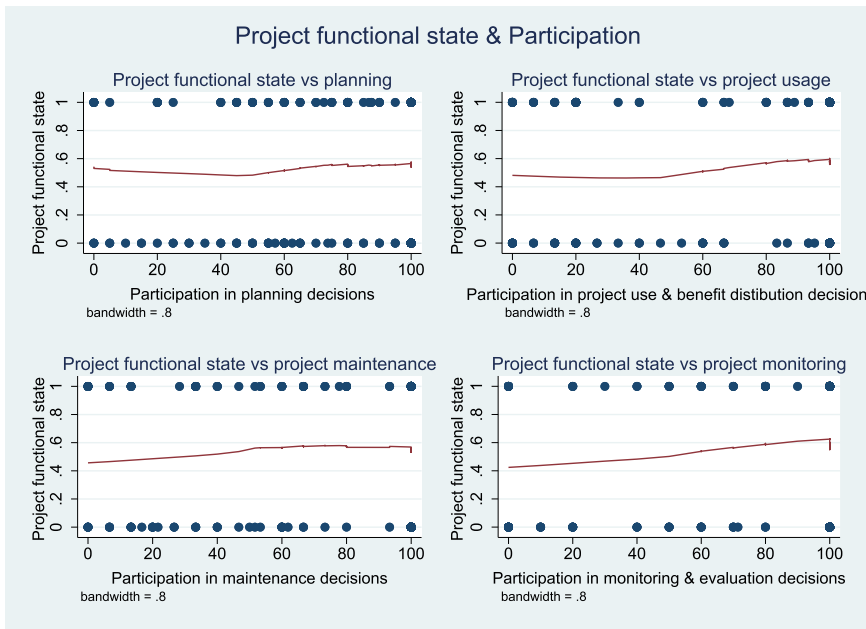 Project functional state & Participation
Project functional state vs planning
Project functional state
1
.8
.6
.4
.2
0
0 20 40 60 80 100
Participation in planning decisions
bandwidth = .8
Project functional state vs project usage
Project functional state
1
.8
.6
.4
.2
0
0 20 40 60 80 100
Participation in project use & benefit distibution decision
bandwidth = .8
Project functional state vs project maintenance
Project functional state
1
.8
.6
.4
.2
0
0 20 40 60 80 100
Participation in maintenance decisions
bandwidth = .8
Project functional state vs project monitoring
Project functional state
1
.8
.6
.4
.2
0
0 20 40 60 80 100
Participation in monitoring & evaluation decisions
bandwidth = .8